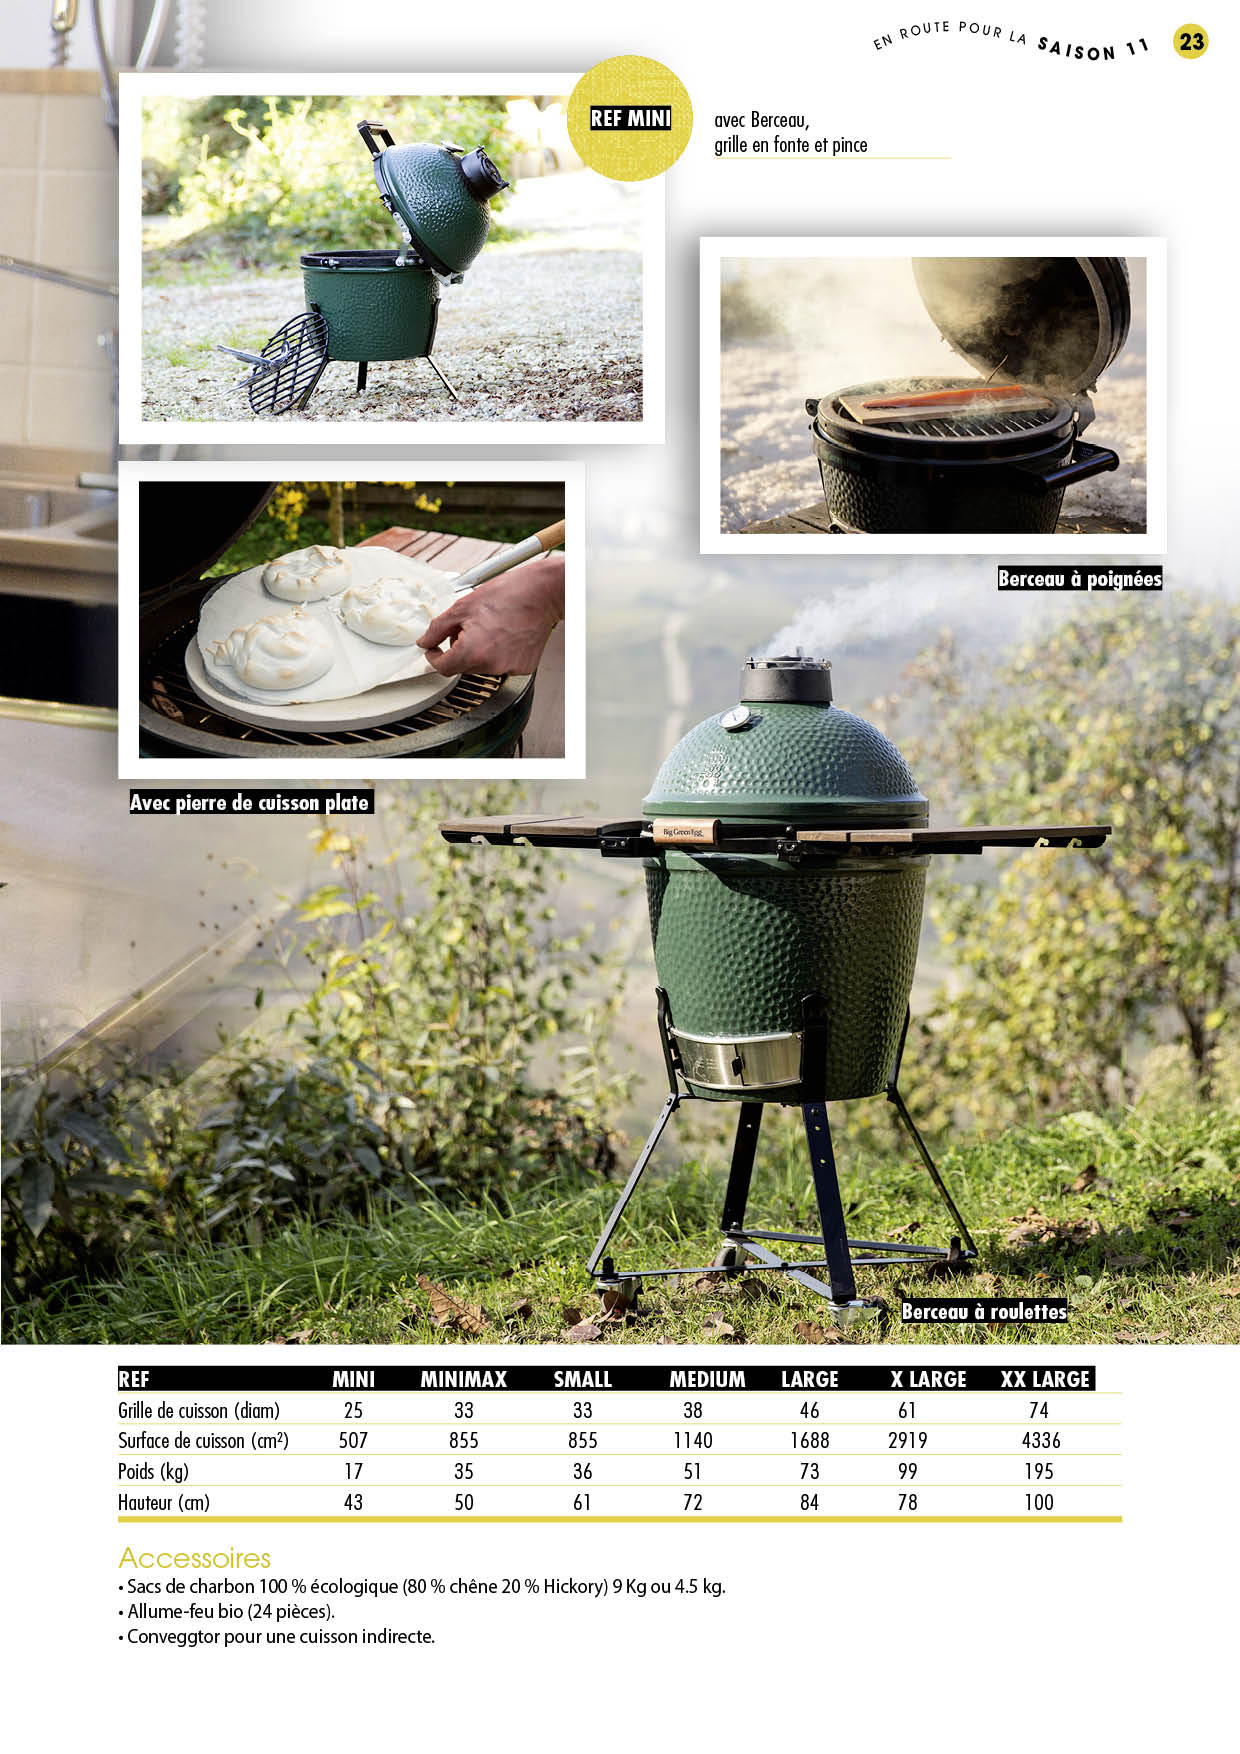 EN ROUTE POUR LA SAISON 11 23
REF MINI
avec Berceau,
grille en fonte et pince
Berceau à poignées
Avec pierre de cuisson plate
Big Green Egg
Berceau à roulettes
REF MINI MINIMAX SMALL MEDIUM LARGE X LARGE XX LARGE
Grille de cuisson (diam) 25 33 33 38 46 61 74
Surface de cuisson (cm²) 507 855 855 1140 1688 2919 4336
Poids (kg) 17 35 36 51 73 99 195
Hauteur (cm) 43 50 61 72 84 78 100
Accessoires
• Sacs de charbon 100 % écologique (80 % chêne 20 % Hickory) 9 Kg ou 4.5 kg.
• Allume-feu bio (24 pièces).
• Conveggtor pour une cuisson indirecte.